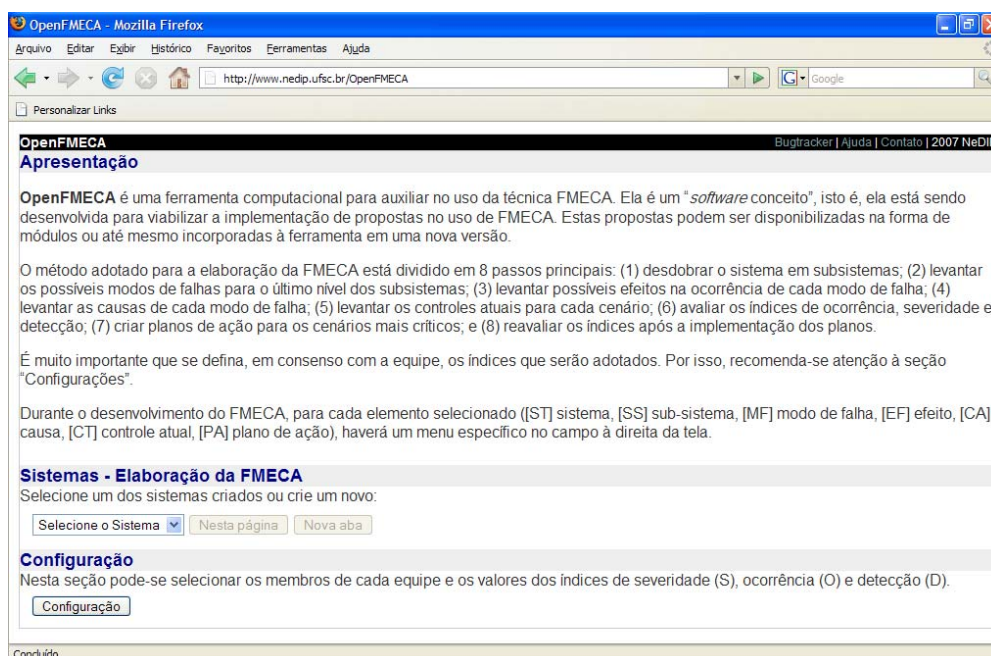 OpenFMECA - Mozilla Firefox
Arquivo Editar Exibir Histórico Favoritos Ferramentas Ajuda
http://www.nedip.ufsc.br/OpenFMECA
G Google
Personalizar Links
OpenFMECA Bugtracker | Ajuda | Contato | 2007 NeDI
Apresentação
OpenFMECA é uma ferramenta computacional para auxiliar no uso da técnica FMECA. Ela é um “software conceito”, isto é, ela está sendo
desenvolvida para viabilizar a implementação de propostas no uso de FMECA. Estas propostas podem ser disponibilizadas na forma de
módulos ou até mesmo incorporadas à ferramenta em uma nova versão.
O método adotado para a elaboração da FMECA está dividido em 8 passos principais: (1) desdobrar o sistema em subsistemas; (2) levantar
os possíveis modos de falhas para o último nível dos subsistemas; (3) levantar possíveis efeitos na ocorrência de cada modo de falha; (4)
levantar as causas de cada modo de falha; (5) levantar os controles atuais para cada cenário; (6) avaliar os índices de ocorrência, severidade e
detecção; (7) criar planos de ação para os cenários mais críticos; e (8) reavaliar os índices após a implementação dos planos.
É muito importante que se defina, em consenso com a equipe, os índices que serão adotados. Por isso, recomenda-se atenção à seção
“Configurações”.
Durante o desenvolvimento do FMECA, para cada elemento selecionado ([ST] sistema, [SS] sub-sistema, [MF] modo de falha, [EF] efeito, [CA]
causa, [CT] controle atual, [PA] plano de ação), haverá um menu específico no campo à direita da tela.
Sistemas - Elaboração da FMECA
Selecione um dos sistemas criados ou crie um novo:
Selecione o Sistema Nesta página Nova aba
Configuração
Nesta seção pode-se selecionar os membros de cada equipe e os valores dos índices de severidade (S), ocorrência (O) e detecção (D).
Configuração
Concluído